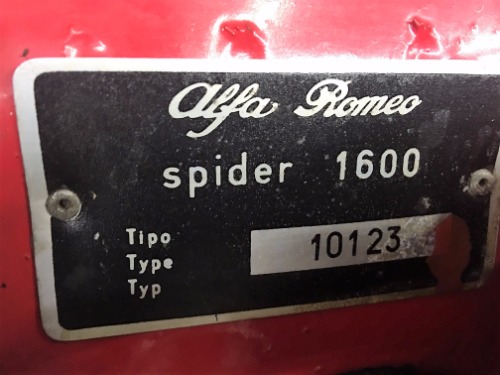 Alfa Romeo
spider 1600
Tipo
Type 10123
Typ